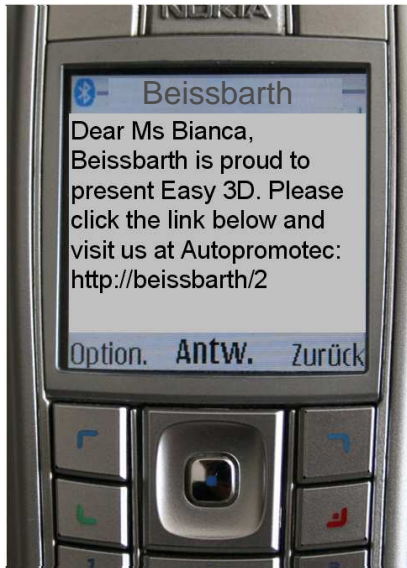 NOKIA
Beissbarth
Dear Ms Bianca,
Beissbarth is proud to
present Easy 3D. Please
click the link below and
visit us at Autopromotec:
http://beissbarth/2
Option. Antw. Zurück